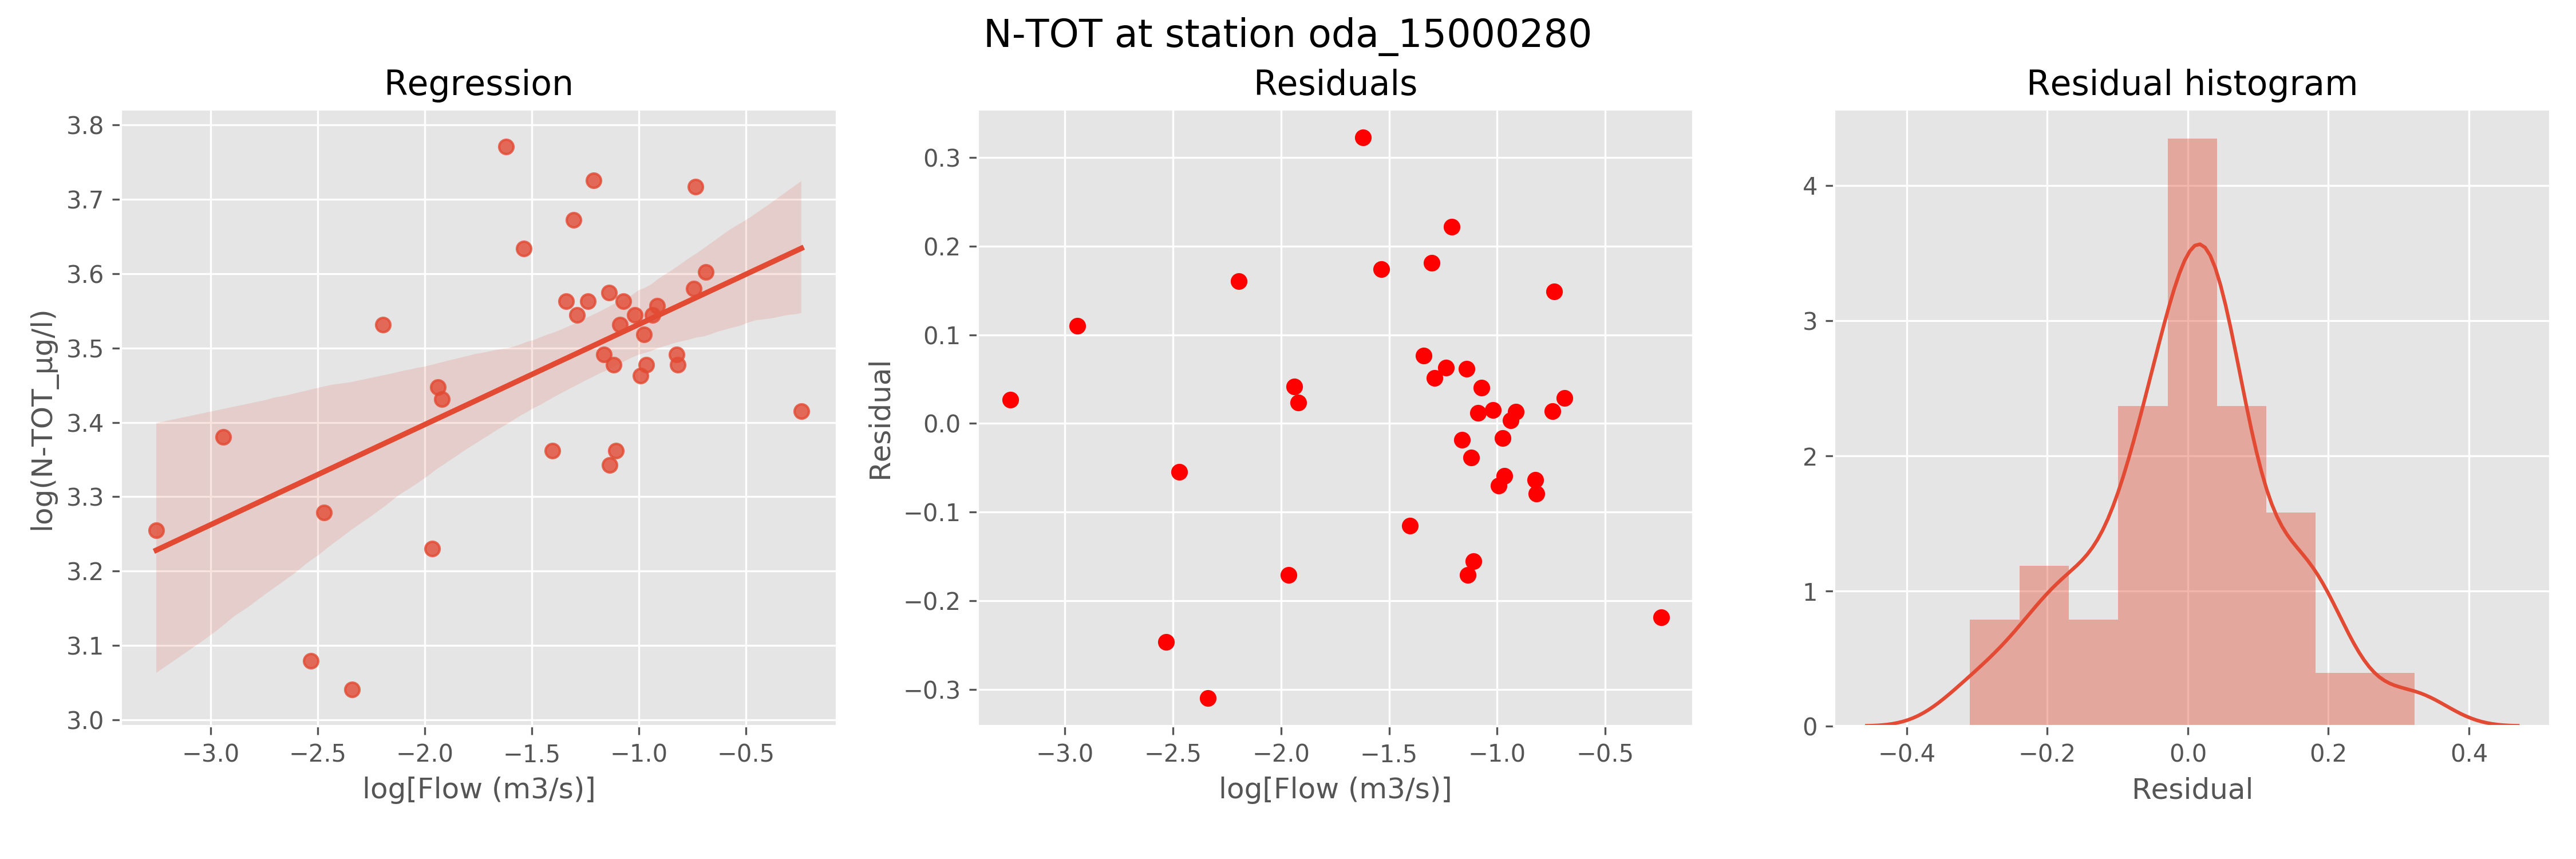 N-TOT at station oda_15000280
Regression
3.8
3.7
3.6
3.5
3.4
3.3
3.2
3.1
3.0
log(N-TOT_µg/l)
−3.0 −2.5 −2.0 −1.5 −1.0 −0.5
log[Flow (m3/s)]
Residuals
0.3
0.2
0.1
0.0
−0.1
−0.2
−0.3
Residual
−3.0 −2.5 −2.0 −1.5 −1.0 −0.5
log[Flow (m3/s)]
Residual histogram
4
3
2
1
0
−0.4 −0.2 0.0 0.2 0.4
Residual